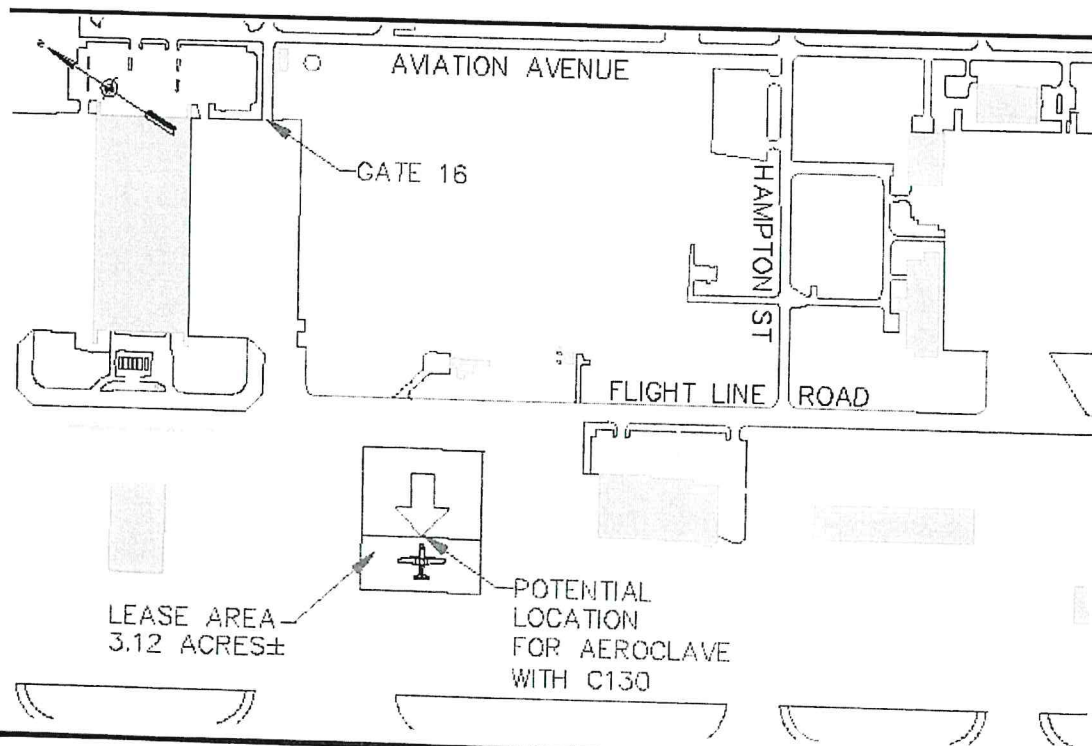 AVIATION AVENUE
GATE 16
HAMPTON ST
FLIGHT LINE ROAD
LEASE AREA
3.12 ACRES±
POTENTIAL
LOCATION
FOR AEROCLAVE
WITH C130